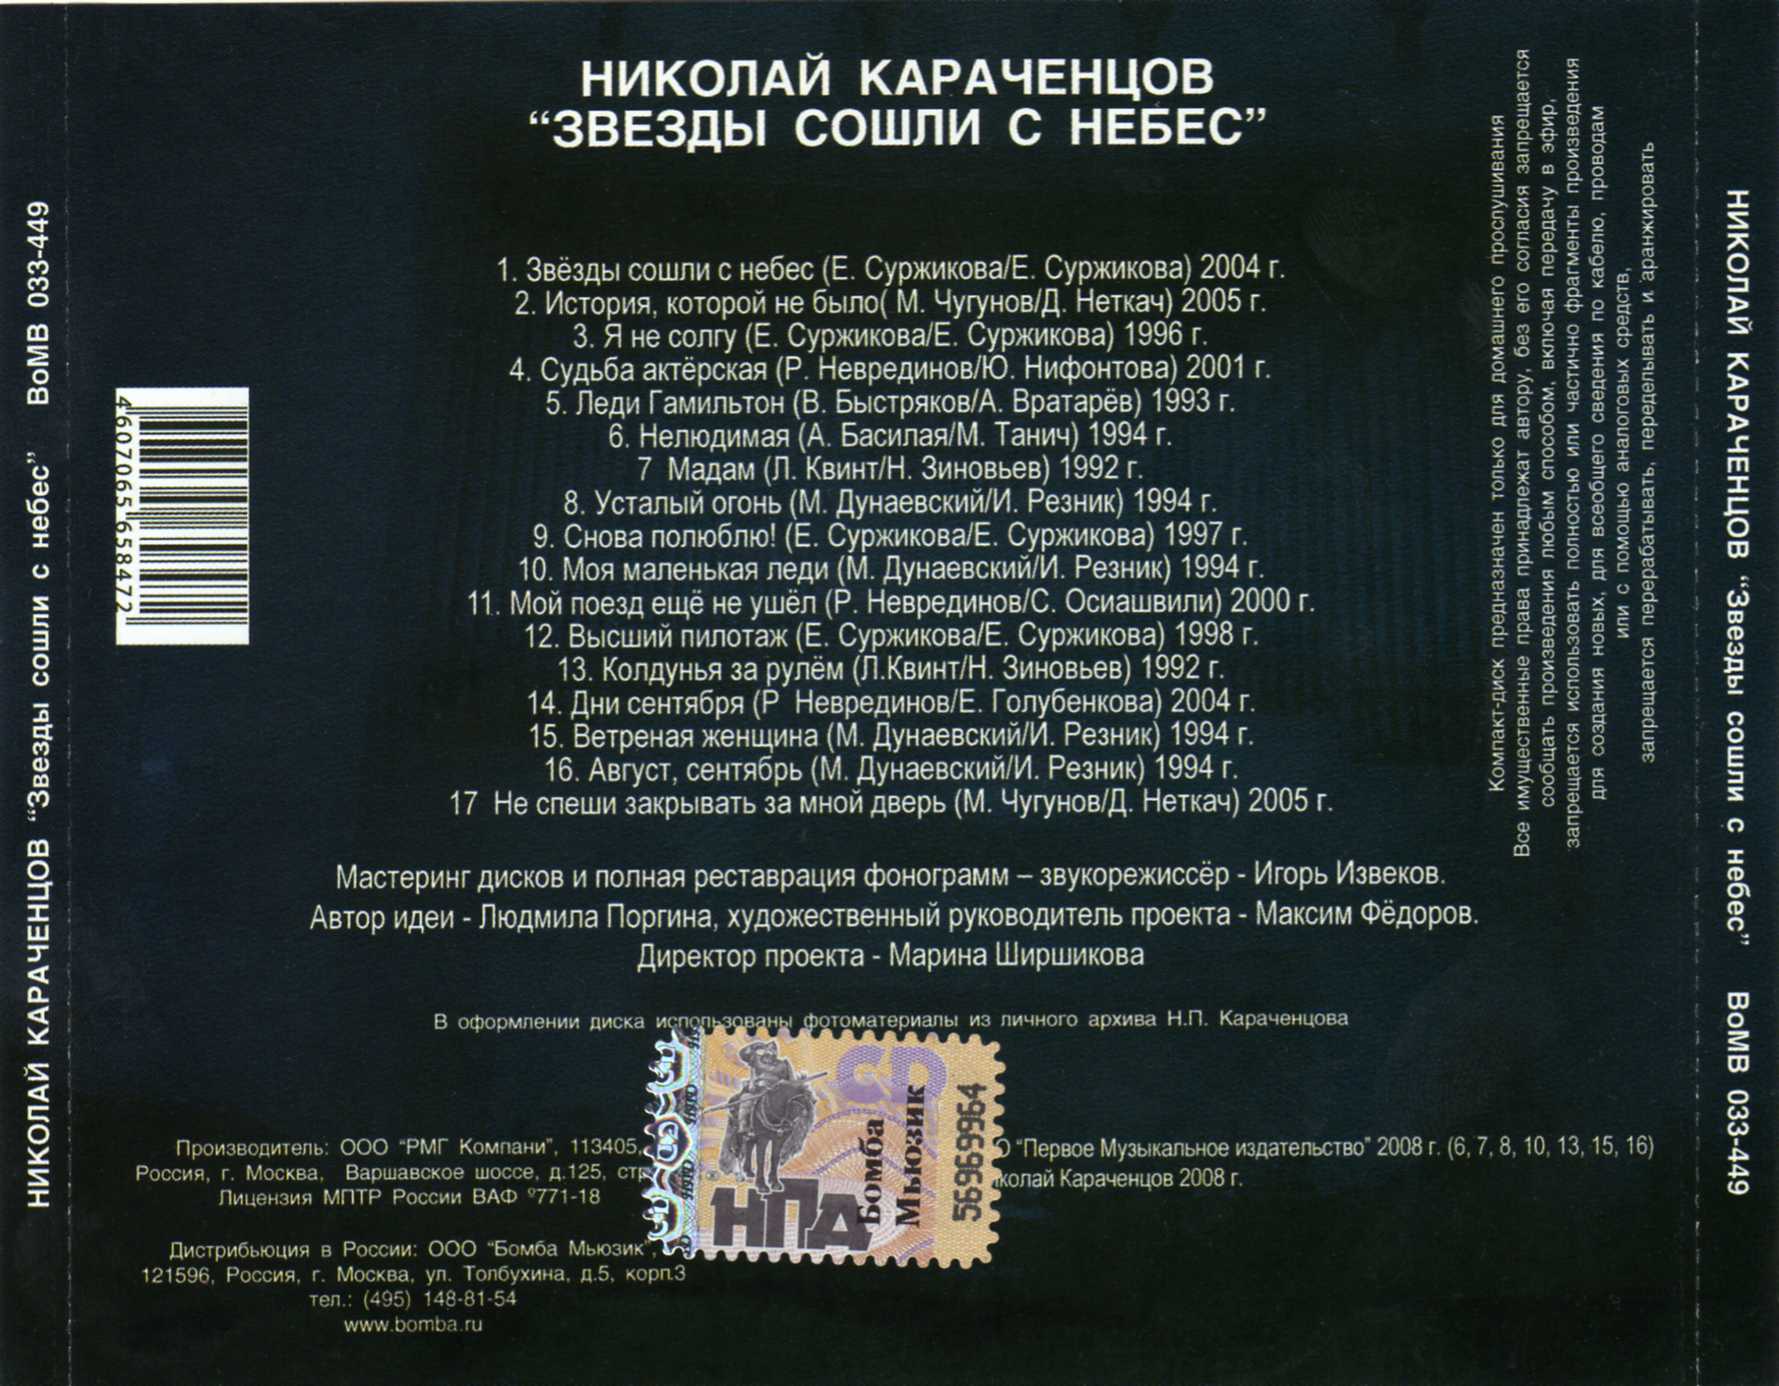 НИКОЛАЙ КАРАЧЕНЦОВ
“ЗВЕЗДЫ СОШЛИ С НЕБЕС”
1. Звёзды сошли с небес (Е. Суржикова/Е. Суржикова) 2004 г.
2. История, которой не было( М. Чугунов/Д. Неткач) 2005 г.
3. Я не солгу (Е. Суржикова/Е. Суржикова) 1996 г.
4. Судьба актёрская (Р. Неврединов/Ю. Нифонтова) 2001 г.
5. Леди Гамильтон (В. Быстряков/А. Вратарёв) 1993 г.
6. Нелюдимая (А. Басилая/М. Танич) 1994 г.
7 Мадам (Л. Квинт/Н. Зиновьев) 1992 г.
8. Усталый огонь (М. Дунаевский/И. Резник) 1994 г.
9. Снова полюблю! (Е. Суржикова/Е. Суржикова) 1997 г.
10. Моя маленькая леди (М. Дунаевский/И. Резник) 1994 г.
11. Мой поезд ещё не ушёл (Р. Неврединов/С. Осиашвили) 2000 г.
12. Высший пилотаж (Е. Суржикова/Е. Суржикова) 1998 г.
13. Колдунья за рулём (Л.Квинт/Н. Зиновьев) 1992 г.
14. Дни сентября (Р Неврединов/Е. Голубенкова) 2004 г.
15. Ветреная женщина (М. Дунаевский/И. Резник) 1994 г.
16. Август, сентябрь (М. Дунаевский/И. Резник) 1994 г.
17 Не спеши закрывать за мной дверь (М. Чугунов/Д. Неткач) 2005 г.
Мастеринг дисков и полная реставрация фонограмм – звукорежиссёр - Игорь Извеков.
Автор идеи - Людмила Поргина, художественный руководитель проекта - Максим Фёдоров.
Директор проекта - Марина Ширшикова
В оформлении диска использованы фотоматериалы из личного архива Н.П. Караченцова
Производитель: ООО “РМГ Компани”, 113405,
Россия, г. Москва, Варшавское шоссе, д.125, стр
Лицензия МПТР России ВАФ º771-18
Дистрибьюция в России: ООО “Бомба Мьюзик”,
121596, Россия, г. Москва, ул. Толбухина, д.5, корп.3
тел.: (495) 148-81-54
www.bomba.ru
“Первое Музыкальное издательство” 2008 г. (6, 7, 8, 10, 13, 15, 16)
колай Караченцов 2008 г.
CD
НПД
Бомба
Мьюзик
56969964
4607065658472
НИКОЛАЙ КАРАЧЕНЦОВ “Звезды сошли с небес” BoMB 033-449
Компакт-диск предназначен только для домашнего прослушивания
Все имущественные права принадлежат автору, без его согласия запрещается
сообщать произведения любым способом, включая передачу в эфир,
запрещается использовать полностью или частично фрагменты произведения
для создания новых, для всеобщего сведения по кабелю, проводам
или с помощью аналоговых средств,
запрещается перерабатывать, переделывать и аранжировать
НИКОЛАЙ КАРАЧЕНЦОВ “Звезды сошли с небес” BoMB 033-449